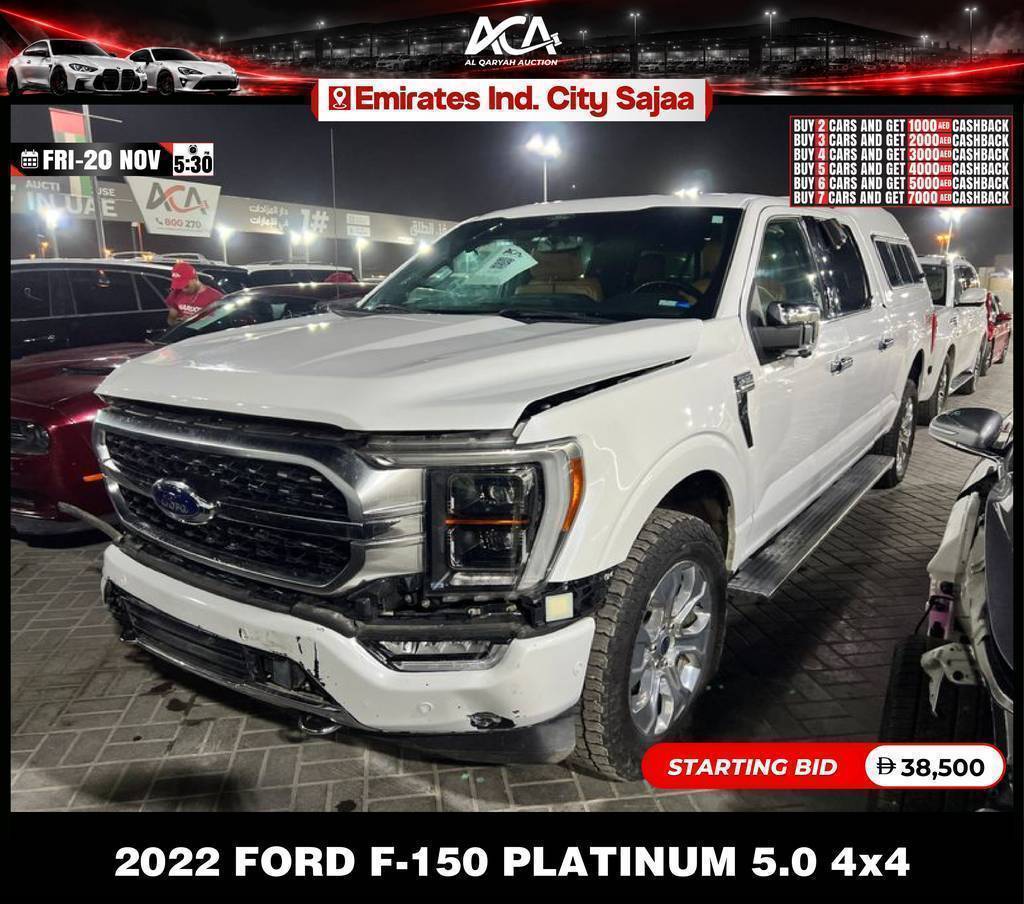 ACA
AL QARYAH AUCTION
Emirates Ind. City Sajaa
FRI-20 NOV 5:30
BUY 2 CARS AND GET 1000 AED CASHBACK
BUY 3 CARS AND GET 2000 AED CASHBACK
BUY 4 CARS AND GET 3000 AED CASHBACK
BUY 5 CARS AND GET 4000 AED CASHBACK
BUY 6 CARS AND GET 5000 AED CASHBACK
BUY 7 CARS AND GET 7000 AED CASHBACK
IN UAE
ACA
800 270
#1
دار المزادات
STARTING BID
38,500
2022 FORD F-150 PLATINUM 5.0 4x4